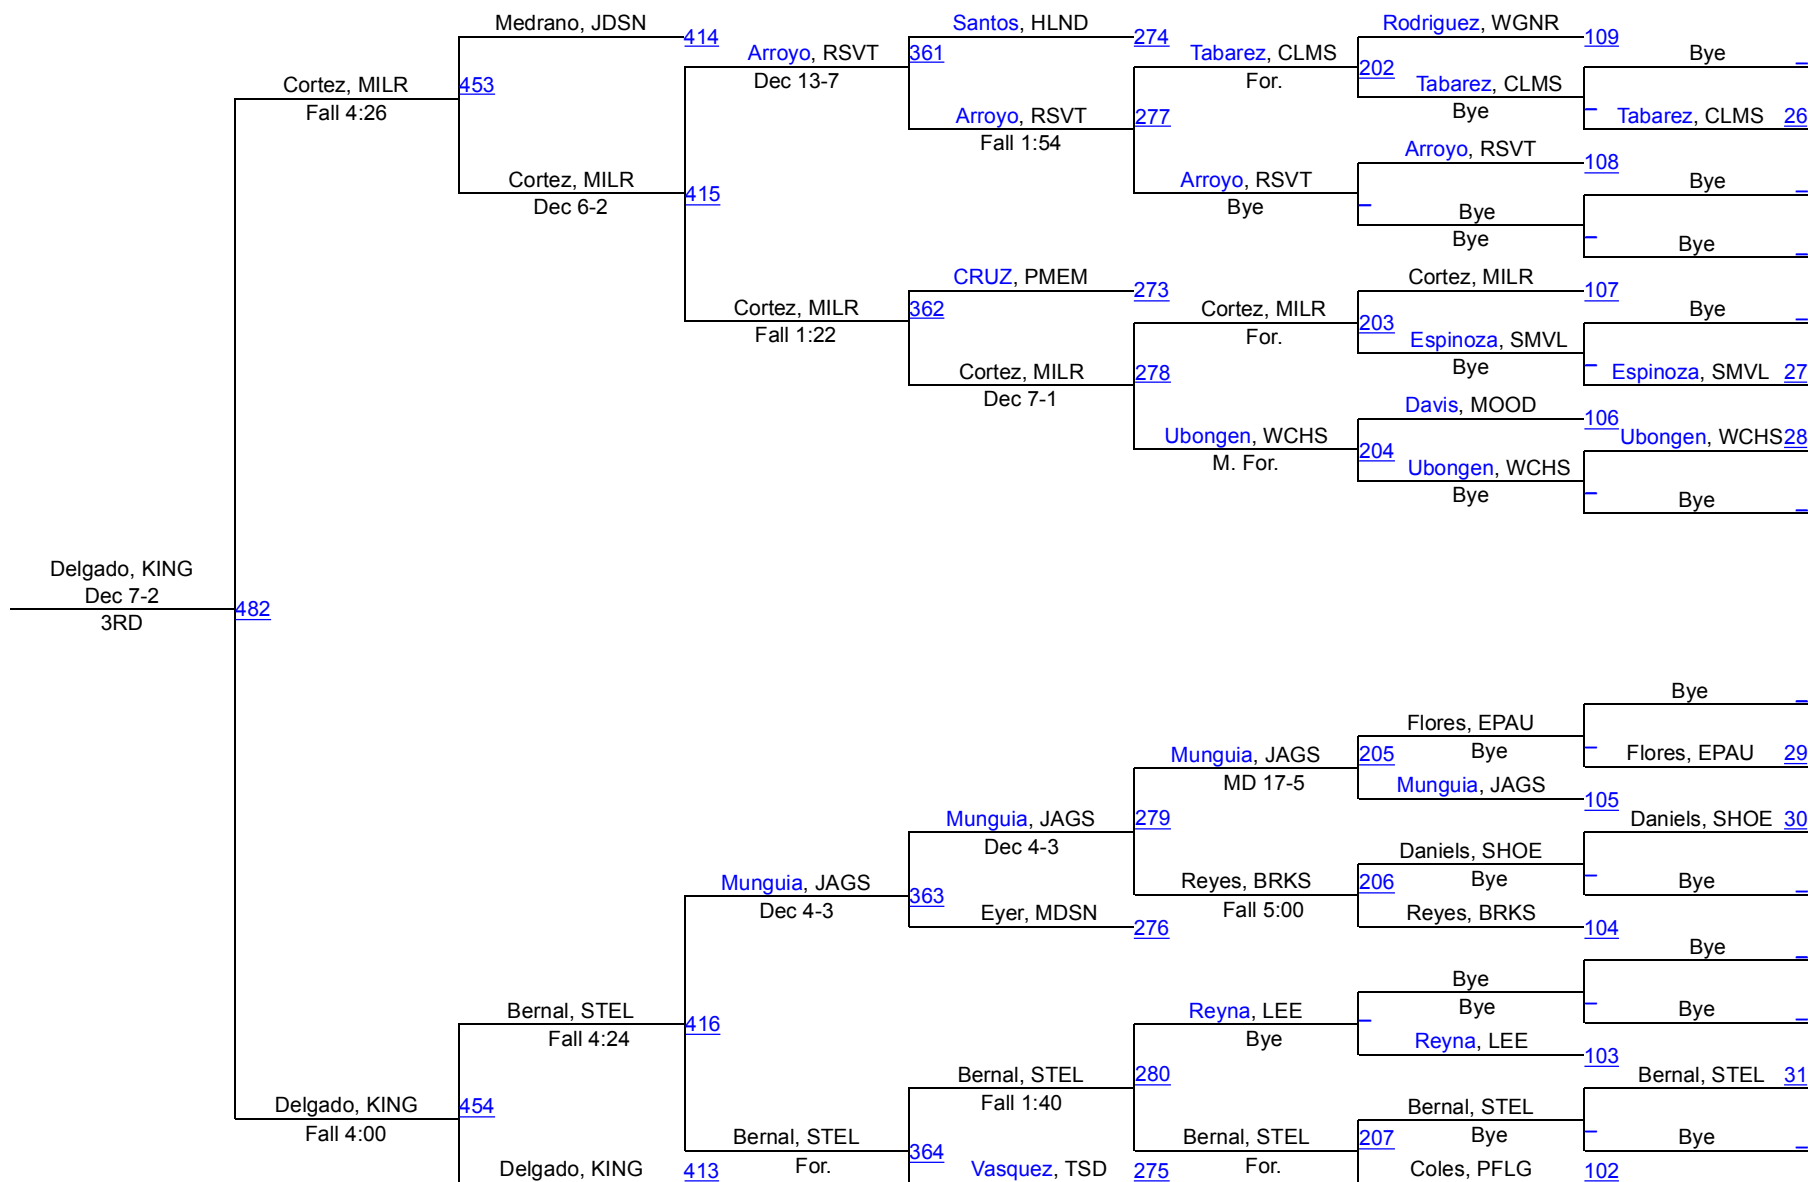 Medrano, JDSN
414
Santos, HLND
274
Rodriguez, WGNR
109
Arroyo, RSVT
Dec 13-7
361
Tabarez, CLMS
For.
202
Bye
Cortez, MILR
Fall 4:26
453
Tabarez, CLMS
Bye
Arroyo, RSVT
Fall 1:54
277
Tabarez, CLMS 26
Arroyo, RSVT
108
Cortez, MILR
Dec 6-2
415
Arroyo, RSVT
Bye
Bye
Bye
Bye
Bye
CRUZ, PMEM
273
Cortez, MILR
107
Cortez, MILR
Fall 1:22
362
Cortez, MILR
For.
203
Bye
Espinoza, SMVL
Bye
Cortez, MILR
Dec 7-1
278
Espinoza, SMVL 27
Davis, MOOD
106
Ubongen, WCHS
M. For.
204
Ubongen, WCHS 28
Ubongen, WCHS
Bye
Bye
Delgado, KING
Dec 7-2
3RD
482
Bye
Flores, EPAU
Bye
Munguia, JAGS
MD 17-5
205
Flores, EPAU 29
Munguia, JAGS
105
Munguia, JAGS
Dec 4-3
279
Daniels, SHOE 30
Daniels, SHOE
Bye
Munguia, JAGS
Dec 4-3
363
Reyes, BRKS
Fall 5:00
206
Bye
Eyer, MDSN
276
Reyes, BRKS
104
Bye
Bye
Bye
Bernal, STEL
Fall 4:24
416
Reyna, LEE
Bye
Bye
Reyna, LEE
103
Bernal, STEL
Fall 1:40
280
Bernal, STEL 31
Delgado, KING
Fall 4:00
454
Bernal, STEL
Bye
Bernal, STEL
For.
364
Bernal, STEL
For.
207
Bye
Delgado, KING 413
Vasquez, TSD 275
Coles, PFLG 102